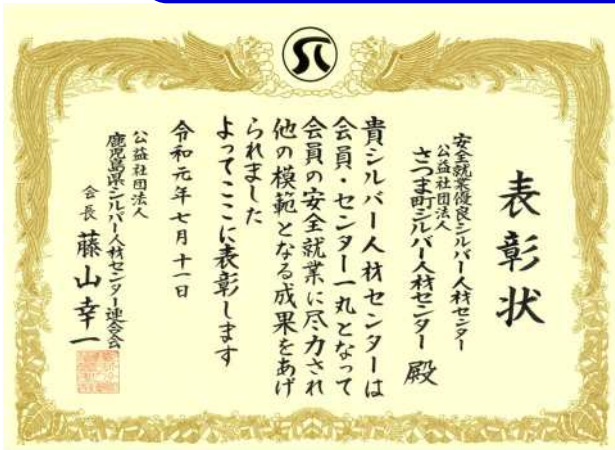 表彰状
安全就業優良シルバー人材センター
公益社団法人
さつま町シルバー人材センター 殿
貴シルバー人材センターは
会員・センター一丸となって
会員の安全就業に尽力され
他の模範となる成果をあげ
られました
よってここに表彰します
令和元年七月十一日
公益社団法人
鹿児島県シルバー人材センター連合会
会長 藤山幸一